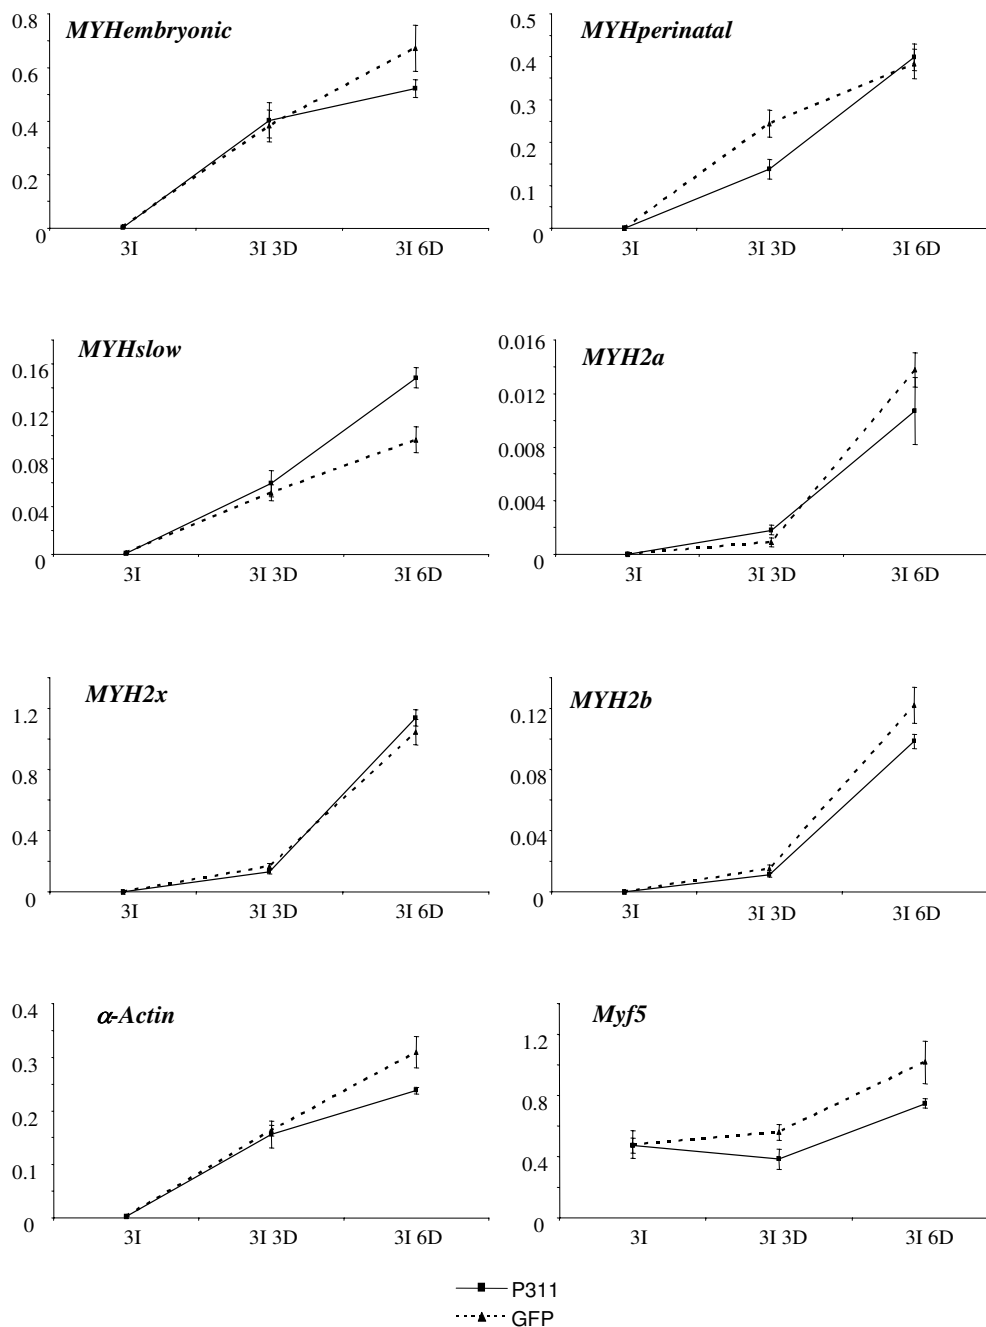 MYHembryonic
0.8
0.6
0.4
0.2
0
3I 3I 3D 3I 6D
MYHperinatal
0.5
0.4
0.3
0.2
0.1
0
3I 3I 3D 3I 6D
MYHslow
0.16
0.12
0.08
0.04
0
3I 3I 3D 3I 6D
MYH2a
0.016
0.012
0.008
0.004
0
3I 3I 3D 3I 6D
MYH2x
1.2
0.8
0.4
0
3I 3I 3D 3I 6D
MYH2b
0.12
0.08
0.04
0
3I 3I 3D 3I 6D
α-Actin
0.4
0.3
0.2
0.1
0
3I 3I 3D 3I 6D
Myf5
1.2
0.8
0.4
0
3I 3I 3D 3I 6D
P311
GFP